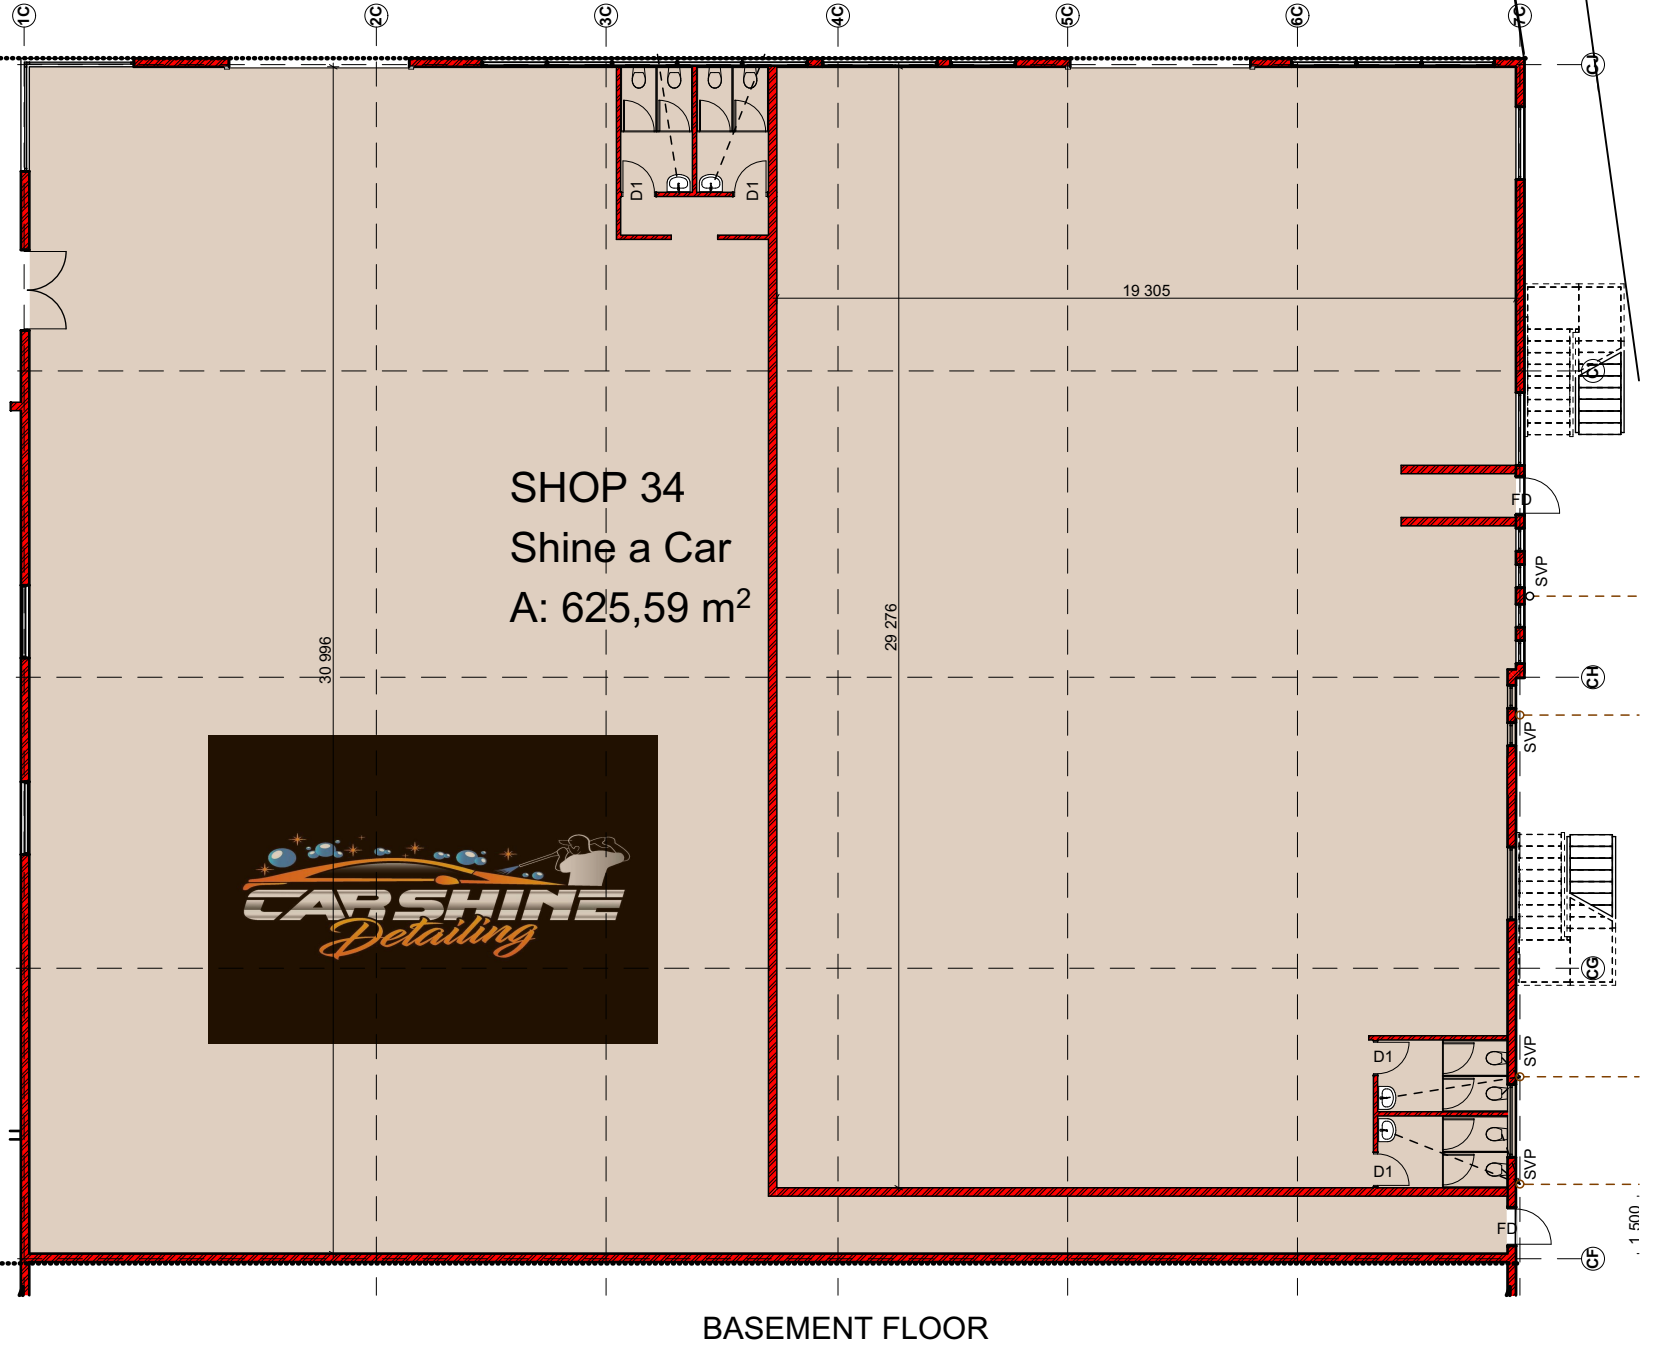 1C 2C 3C 4C 5C 6C 7C
CJ
D1 D1
19 305
CI
SHOP 34
Shine a Car
A: 625,59 m²
FD
SVP
29 276
30 996
CH
SVP
CARSHINE
Detailing
CG
D1
SVP
D1
SVP
1 500
FD
CF
BASEMENT FLOOR